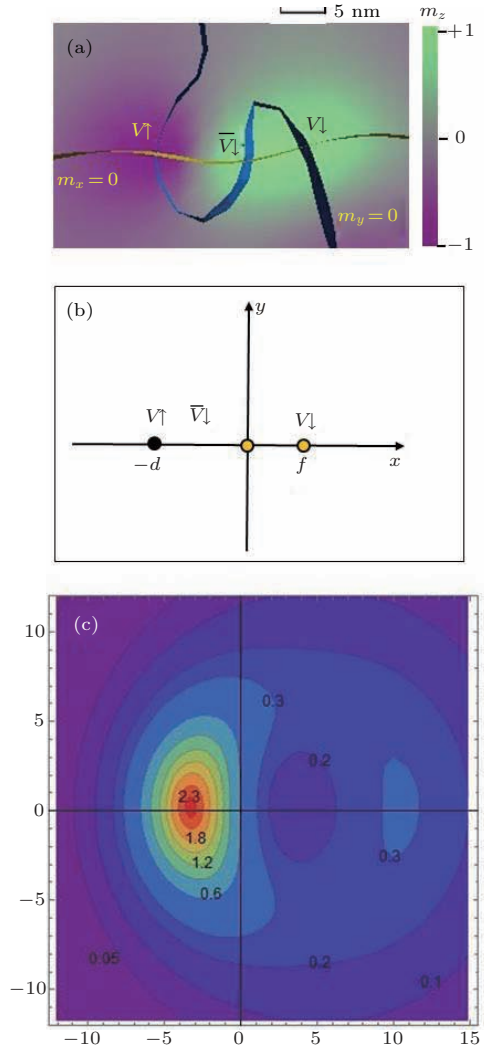 5 nm
(a)
m_z
+1
0
−1
V↑
V̅↓
V↓
m_x = 0
m_y = 0
(b)
y
V↑
V̅↓
V↓
−d
f
x
(c)
10
5
0
−5
−10
0.3
0.2
2.3
1.8
1.2
0.6
0.3
0.05
0.2
0.1
−10
−5
0
5
10
15